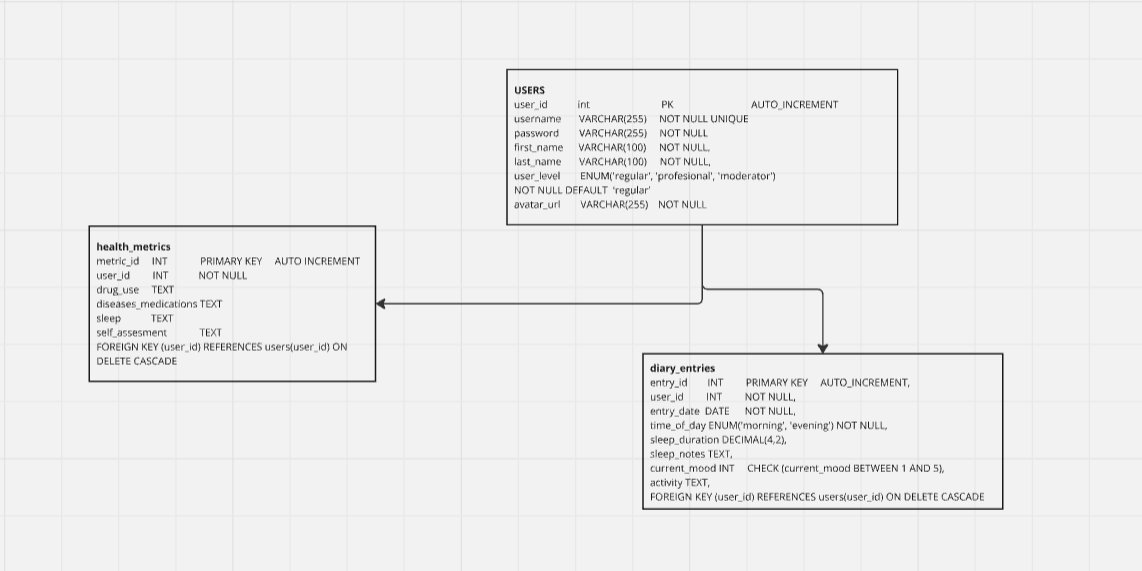 USERS
user_id int PK AUTO_INCREMENT
username VARCHAR(255) NOT NULL UNIQUE
password VARCHAR(255) NOT NULL
first_name VARCHAR(100) NOT NULL,
last_name VARCHAR(100) NOT NULL,
user_level ENUM('regular', 'profesional', 'moderator')
NOT NULL DEFAULT 'regular'
avatar_url VARCHAR(255) NOT NULL
health_metrics
metric_id INT PRIMARY KEY AUTO INCREMENT
user_id INT NOT NULL
drug_use TEXT
diseases_medications TEXT
sleep TEXT
self_assesment TEXT
FOREIGN KEY (user_id) REFERENCES users(user_id) ON
DELETE CASCADE
diary_entries
entry_id INT PRIMARY KEY AUTO_INCREMENT,
user_id INT NOT NULL,
entry_date DATE NOT NULL,
time_of_day ENUM('morning', 'evening') NOT NULL,
sleep_duration DECIMAL(4,2),
sleep_notes TEXT,
current_mood INT CHECK (current_mood BETWEEN 1 AND 5),
activity TEXT,
FOREIGN KEY (user_id) REFERENCES users(user_id) ON DELETE CASCADE